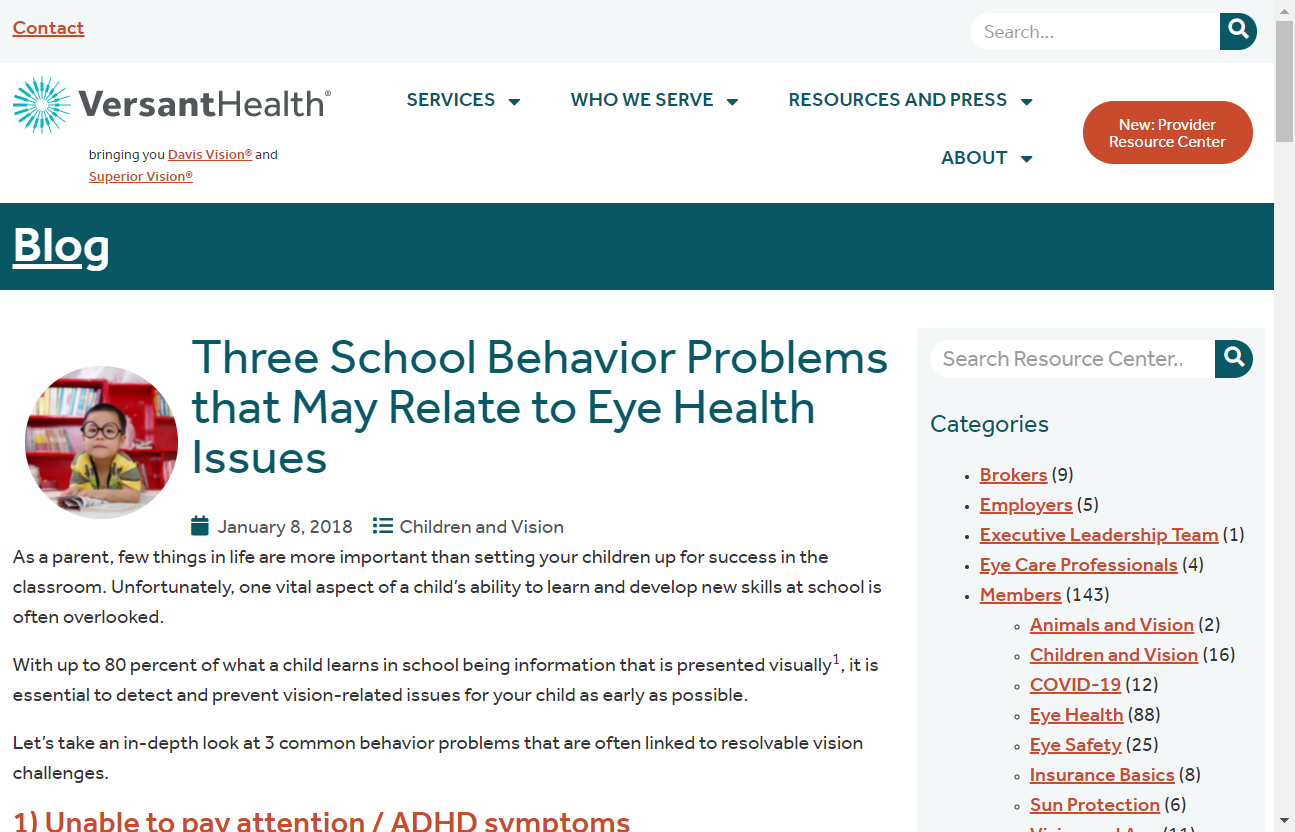 Contact
Search...
VersantHealth®
bringing you Davis Vision® and
Superior Vision®
SERVICES
WHO WE SERVE
RESOURCES AND PRESS
ABOUT
New: Provider
Resource Center
Blog
Three School Behavior Problems
that May Relate to Eye Health
Issues
January 8, 2018 Children and Vision
As a parent, few things in life are more important than setting your children up for success in the
classroom. Unfortunately, one vital aspect of a child’s ability to learn and develop new skills at school is
often overlooked.
With up to 80 percent of what a child learns in school being information that is presented visually1, it is
essential to detect and prevent vision-related issues for your child as early as possible.
Let’s take an in-depth look at 3 common behavior problems that are often linked to resolvable vision
challenges.
1) Unable to pay attention / ADHD symptoms
Search Resource Center..
Categories
Brokers (9)
Employers (5)
Executive Leadership Team (1)
Eye Care Professionals (4)
Members (143)
Animals and Vision (2)
Children and Vision (16)
COVID-19 (12)
Eye Health (88)
Eye Safety (25)
Insurance Basics (8)
Sun Protection (6)